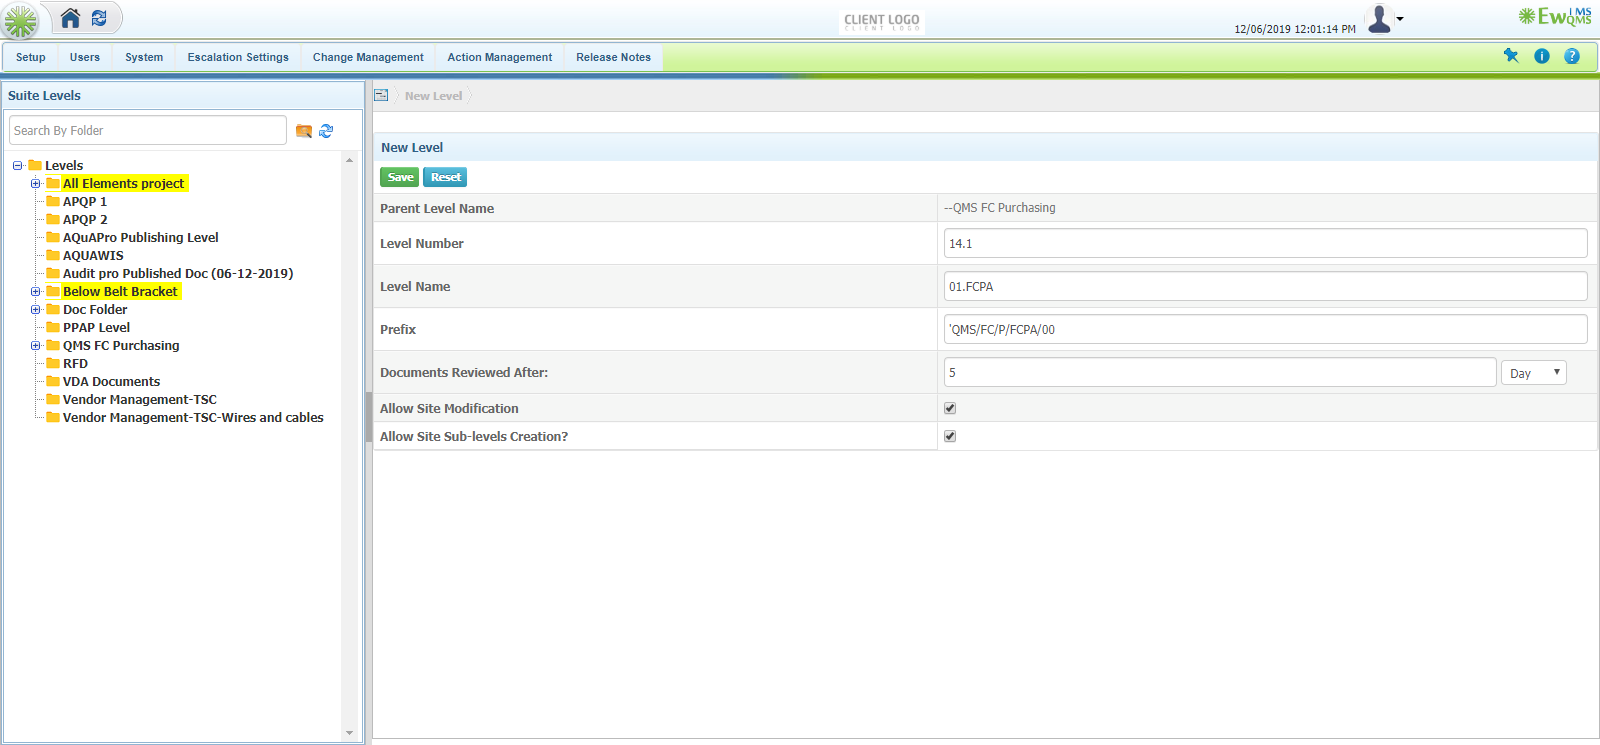 CLIENT LOGO
CLIENT LOGO
12/06/2019 12:01:14 PM
EwQMS
IMS
Setup Users System Escalation Settings Change Management Action Management Release Notes
Suite Levels
Search By Folder
Levels
All Elements project
APQP 1
APQP 2
AQuAPro Publishing Level
AQUAWIS
Audit pro Published Doc (06-12-2019)
Below Belt Bracket
Doc Folder
PPAP Level
QMS FC Purchasing
RFD
VDA Documents
Vendor Management-TSC
Vendor Management-TSC-Wires and cables
New Level
New Level
Save Reset
Parent Level Name --QMS FC Purchasing
Level Number 14.1
Level Name 01.FCPA
Prefix 'QMS/FC/P/FCPA/00
Documents Reviewed After: 5 Day
Allow Site Modification
Allow Site Sub-levels Creation?